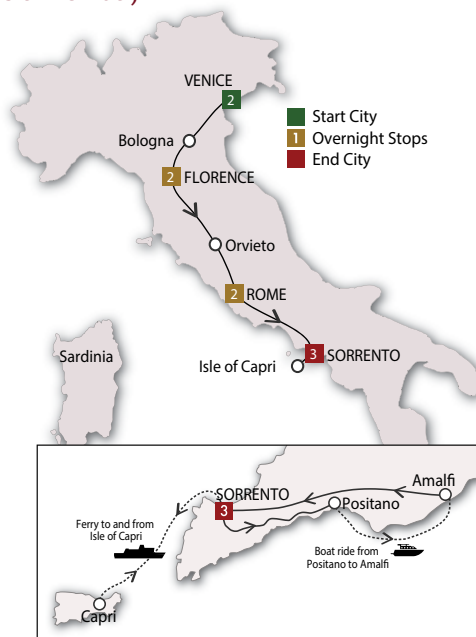 VENICE
2
Start City
1 Overnight Stops
End City
Bologna
2 FLORENCE
Orvieto
2 ROME
3 SORRENTO
Isle of Capri
Sardinia
SORRENTO
3
Amalfi
Positano
Ferry to and from
Isle of Capri
Boat ride from
Positano to Amalfi
Capri